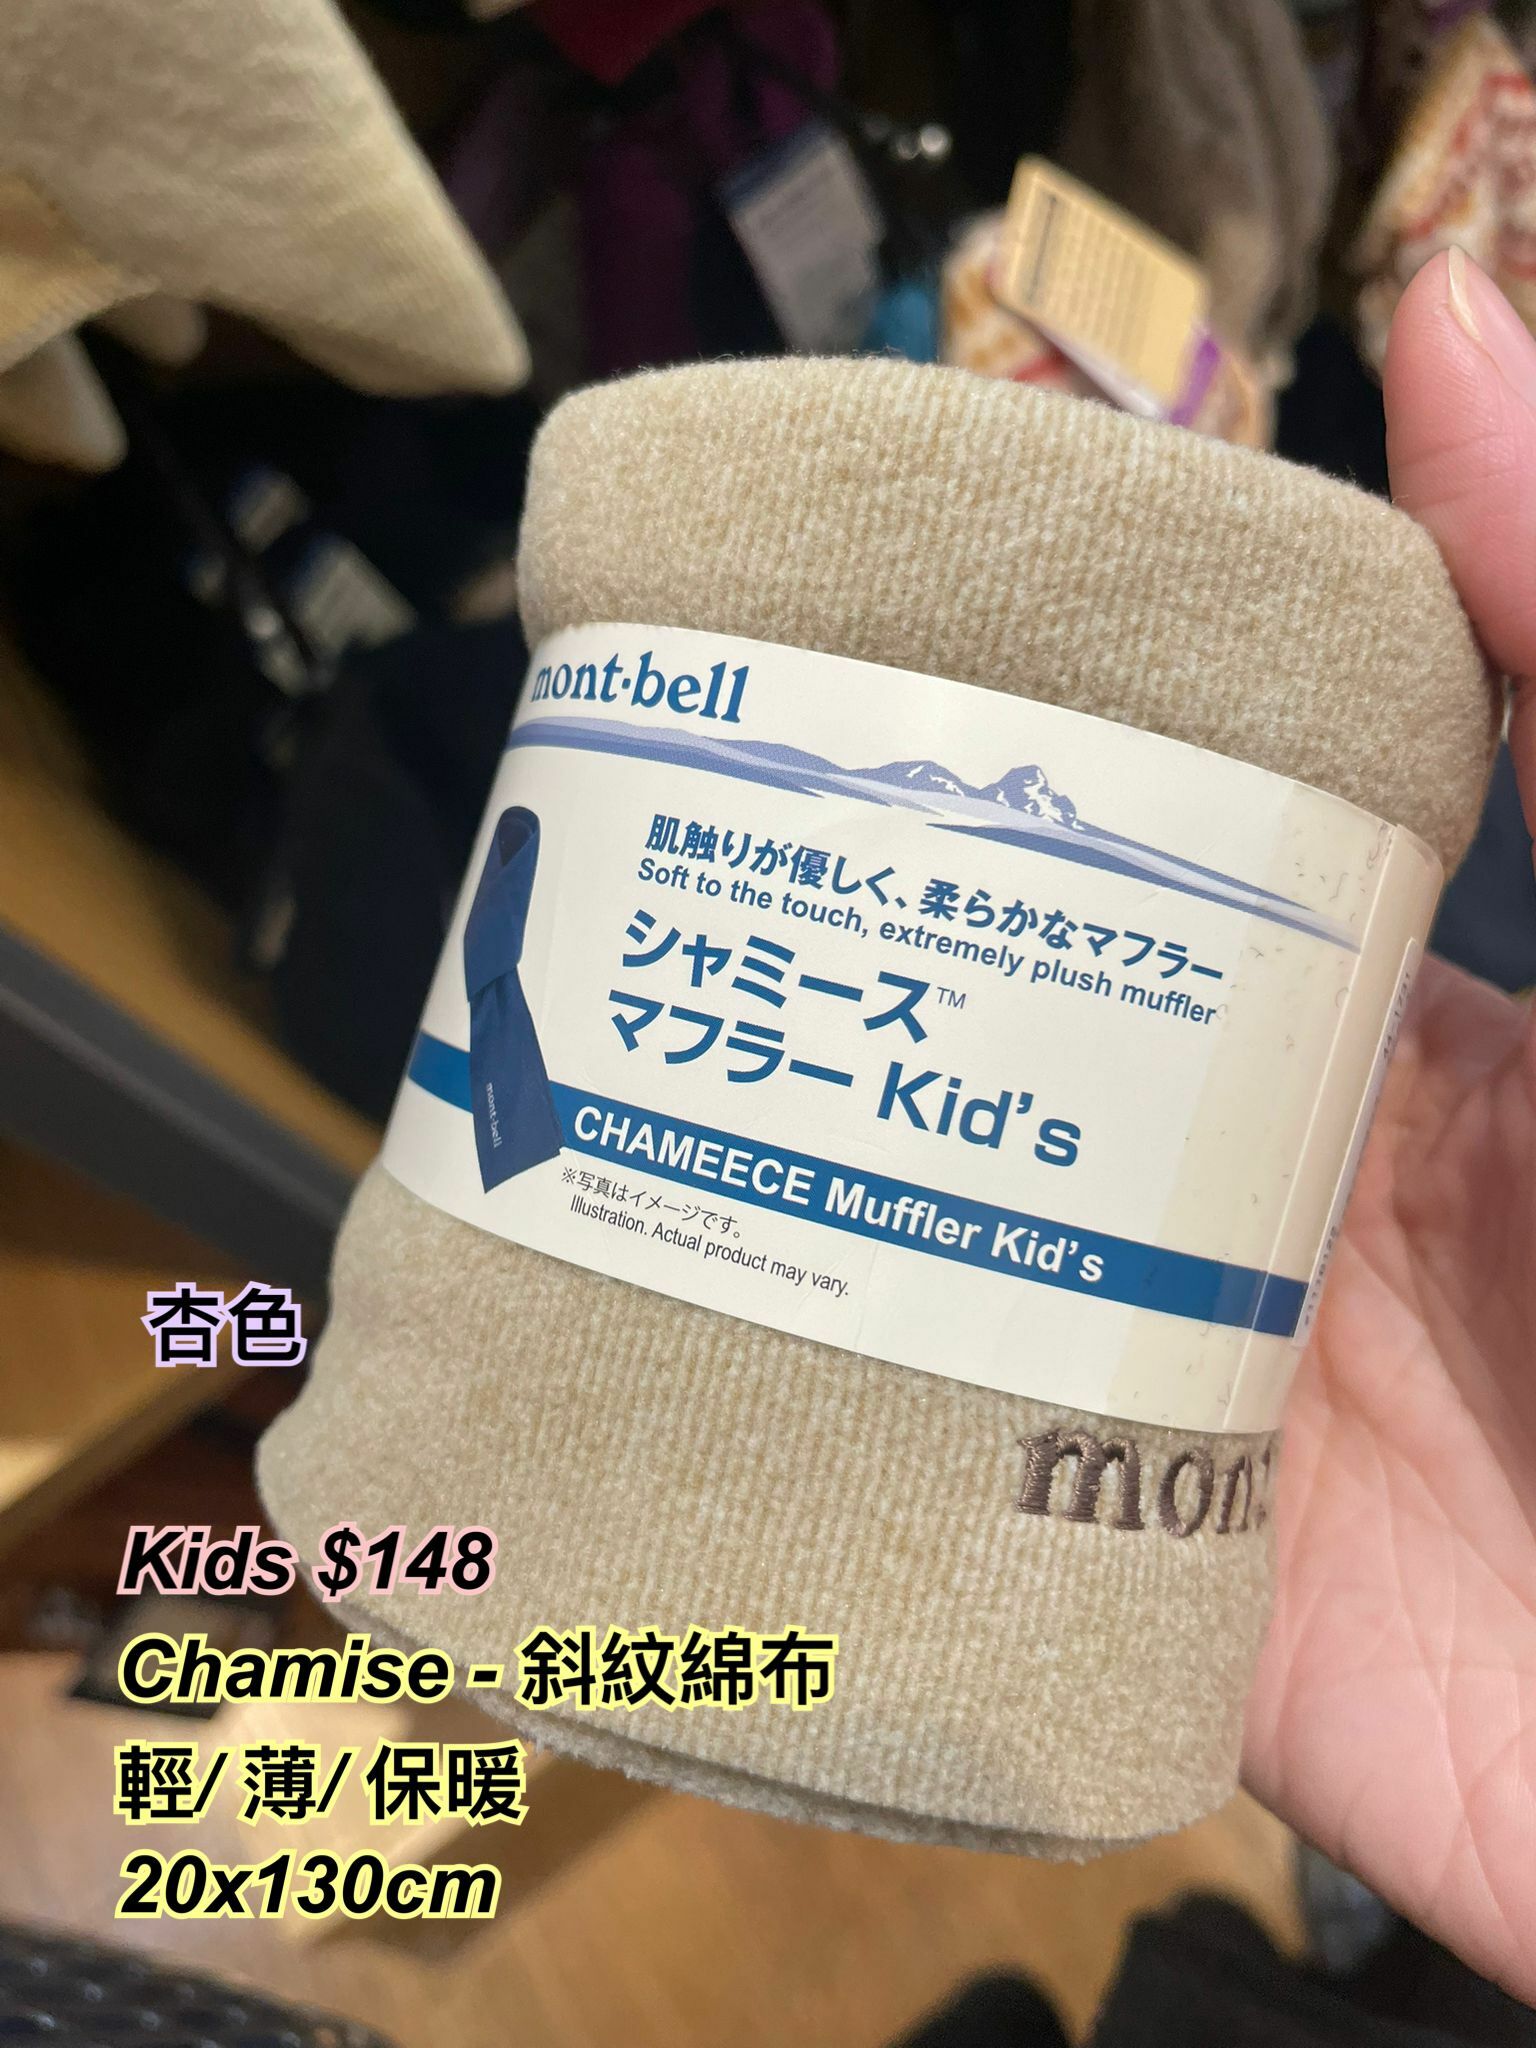 mont·bell
肌触りが優しく、柔らかなマフラー
Soft to the touch, extremely plush muffler
シャミース™
マフラー Kid's
mont-bell
CHAMEECE Muffler Kid's
※写真はイメージです。
Illustration. Actual product may vary.
杏色
mon
Kids $148
Chamise - 斜紋綿布
輕/ 薄/ 保暖
20x130cm